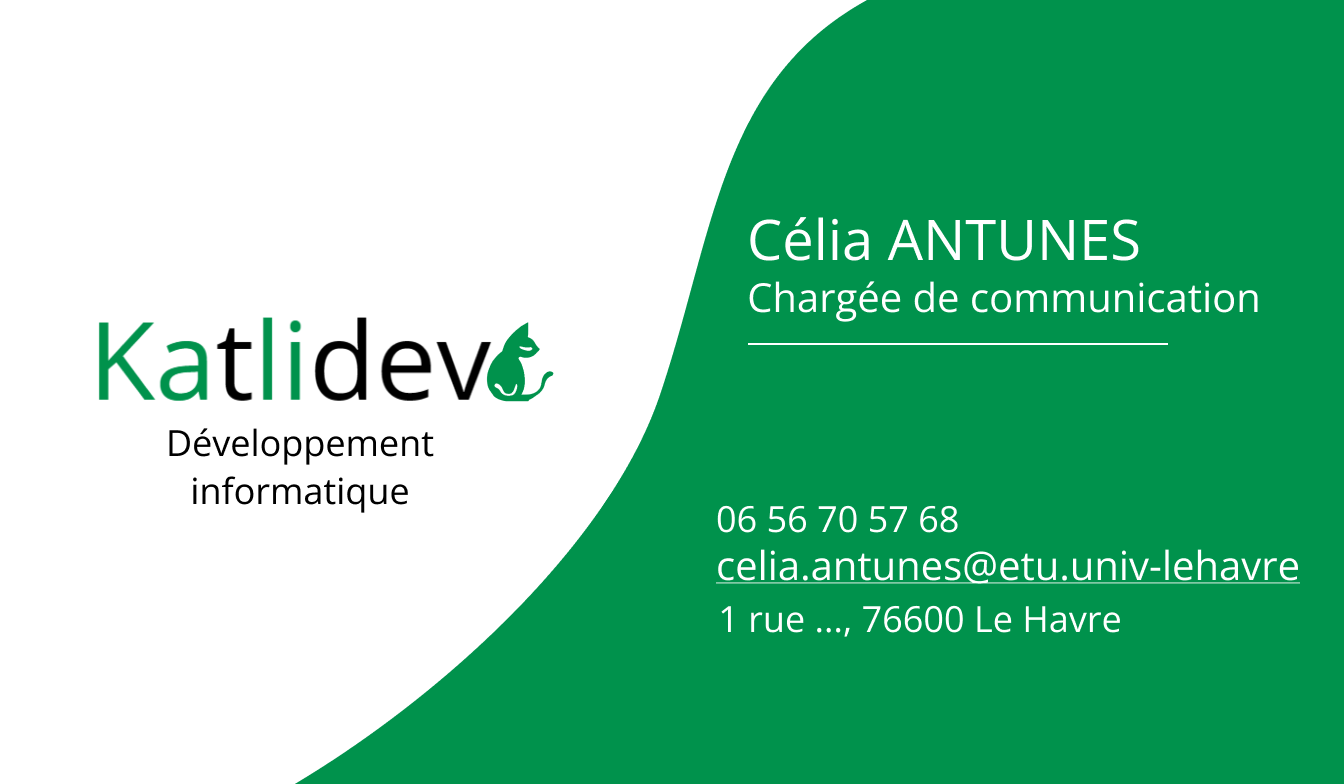 Katlidev
Développement
informatique
Célia ANTUNES
Chargée de communication
06 56 70 57 68
celia.antunes@etu.univ-lehavre
1 rue ..., 76600 Le Havre